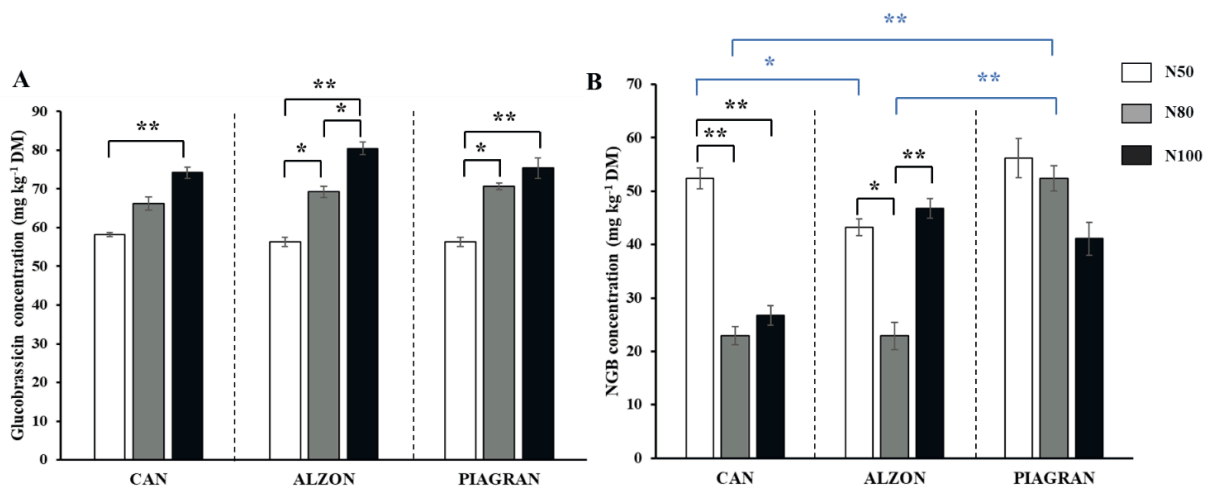 A
Glucobrassicin concentration (mg kg⁻¹ DM)
90
80
70
60
50
40
30
20
10
0
**
**
*
*
**
*
CAN
ALZON
PIAGRAN
B
NGB concentration (mg kg⁻¹ DM)
70
60
50
40
30
20
10
0
**
*
**
**
**
**
*
CAN
ALZON
PIAGRAN
N50
N80
N100